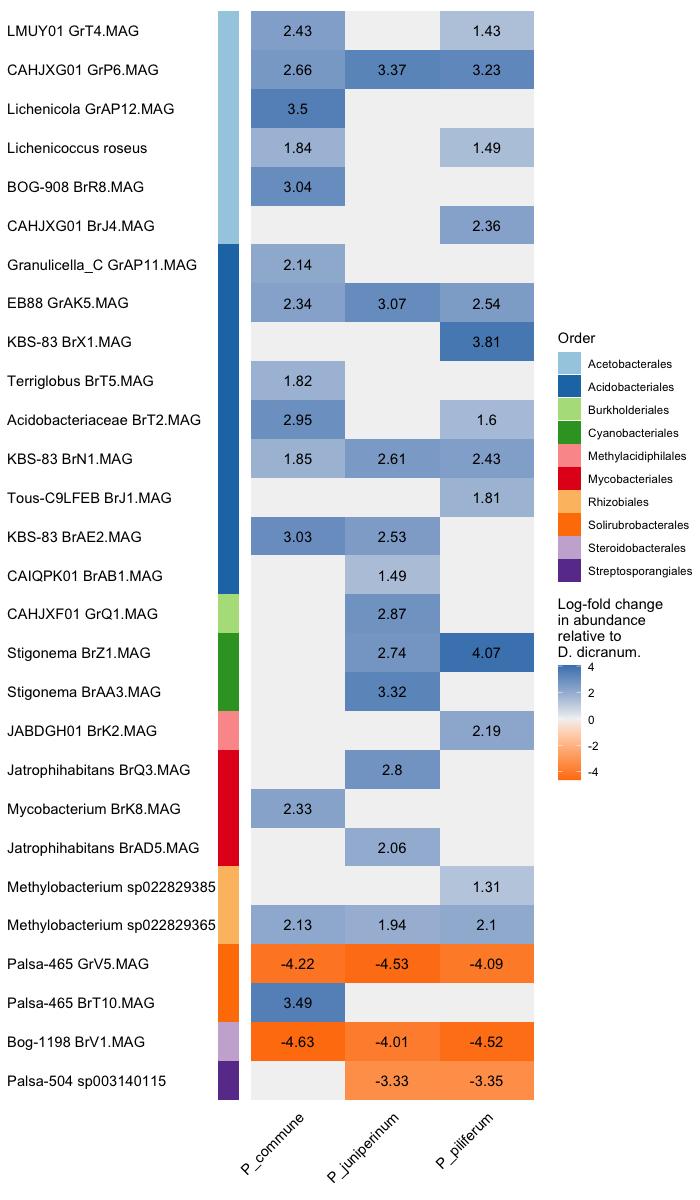 LMUY01 GrT4.MAG 2.43 1.43
CAHJXG01 GrP6.MAG 2.66 3.37 3.23
Lichenicola GrAP12.MAG 3.5
Lichenicoccus roseus 1.84 1.49
BOG-908 BrR8.MAG 3.04
CAHJXG01 BrJ4.MAG 2.36
Granulicella_C GrAP11.MAG 2.14
EB88 GrAK5.MAG 2.34 3.07 2.54
KBS-83 BrX1.MAG 3.81
Terriglobus BrT5.MAG 1.82
Acidobacteriaceae BrT2.MAG 2.95 1.6
KBS-83 BrN1.MAG 1.85 2.61 2.43
Tous-C9LFEB BrJ1.MAG 1.81
KBS-83 BrAE2.MAG 3.03 2.53
CAIQPK01 BrAB1.MAG 1.49
CAHJXF01 GrQ1.MAG 2.87
Stigonema BrZ1.MAG 2.74 4.07
Stigonema BrAA3.MAG 3.32
JABDGH01 BrK2.MAG 2.19
Jatrophihabitans BrQ3.MAG 2.8
Mycobacterium BrK8.MAG 2.33
Jatrophihabitans BrAD5.MAG 2.06
Methylobacterium sp022829385 1.31
Methylobacterium sp022829365 2.13 1.94 2.1
Palsa-465 GrV5.MAG -4.22 -4.53 -4.09
Palsa-465 BrT10.MAG 3.49
Bog-1198 BrV1.MAG -4.63 -4.01 -4.52
Palsa-504 sp003140115 -3.33 -3.35
P_commune P_juniperinum P_piliferum
Order
Acetobacterales
Acidobacteriales
Burkholderiales
Cyanobacteriales
Methylacidiphilales
Mycobacteriales
Rhizobiales
Solirubrobacterales
Steroidobacterales
Streptosporangiales
Log-fold change
in abundance
relative to
D. dicranum.
4
2
0
-2
-4